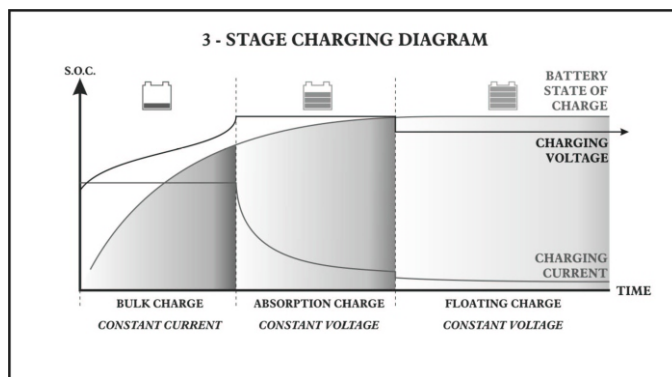 3 - STAGE CHARGING DIAGRAM
S.O.C.
BATTERY
STATE OF
CHARGE
CHARGING
VOLTAGE
CHARGING
CURRENT
TIME
BULK CHARGE
CONSTANT CURRENT
ABSORPTION CHARGE
CONSTANT VOLTAGE
FLOATING CHARGE
CONSTANT VOLTAGE